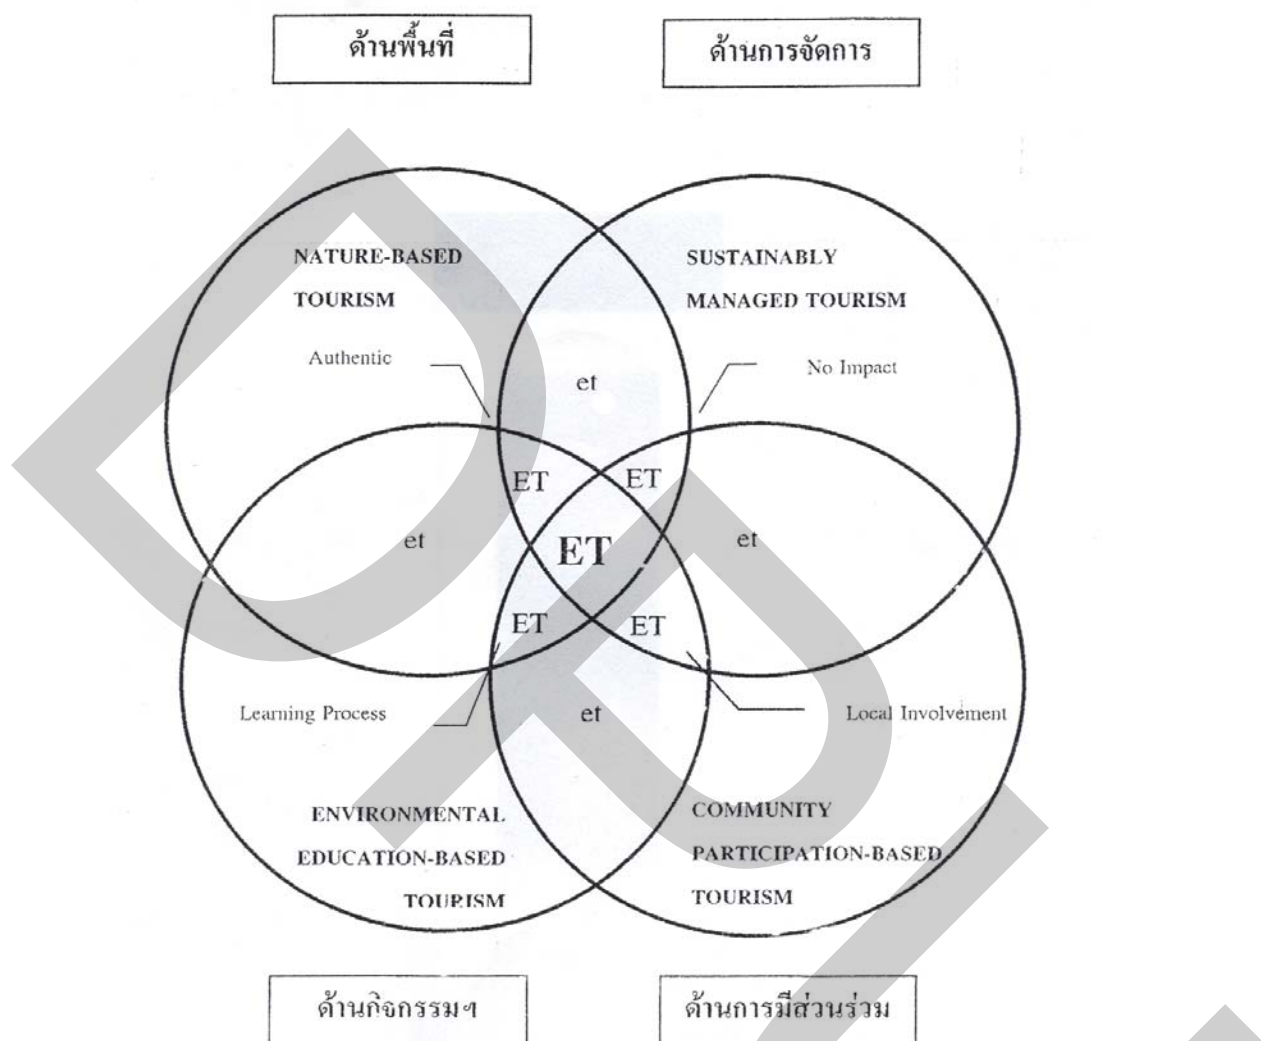 ด้านพื้นที่
ด้านการจัดการ
NATURE-BASED
TOURISM
SUSTAINABLY
MANAGED TOURISM
Authentic
No Impact
et
ET
ET
et
ET
et
ET
ET
Learning Process
et
Local Involvement
ENVIRONMENTAL
EDUCATION-BASED
TOURISM
COMMUNITY
PARTICIPATION-BASED
TOURISM
ด้านกิจกรรมฯ
ด้านการมีส่วนร่วม